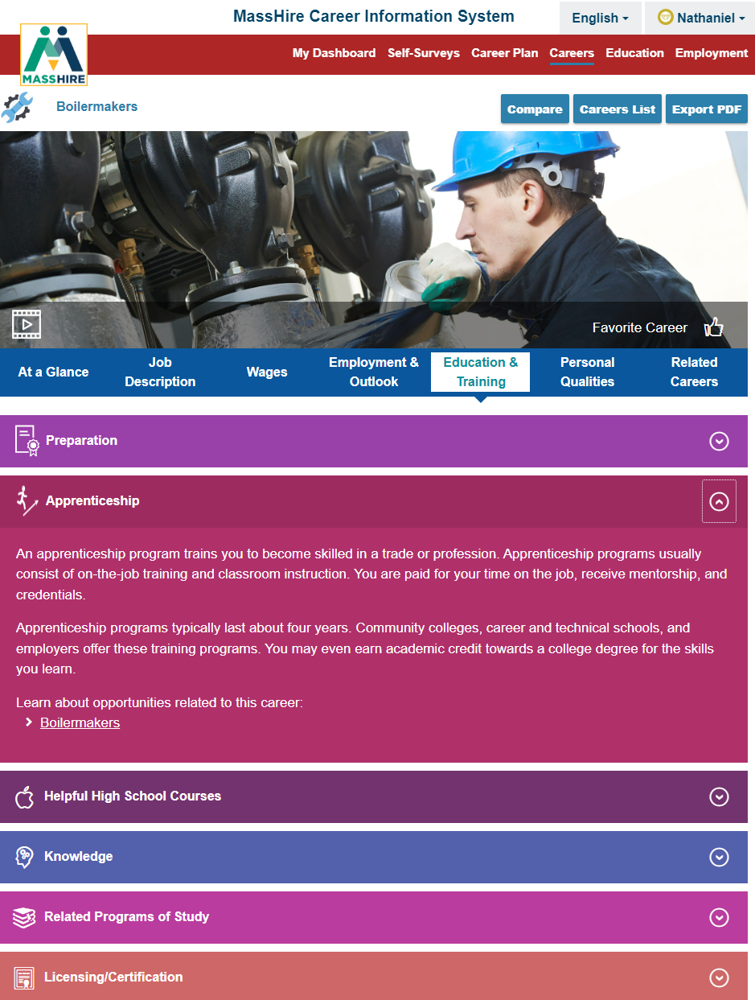 MassHire Career Information System
English
Nathaniel
MASSHIRE
My Dashboard Self-Surveys Career Plan Careers Education Employment
Boilermakers
Compare Careers List Export PDF
Favorite Career
At a Glance
Job
Description
Wages
Employment &
Outlook
Education &
Training
Personal
Qualities
Related
Careers
Preparation
Apprenticeship
An apprenticeship program trains you to become skilled in a trade or profession. Apprenticeship programs usually
consist of on-the-job training and classroom instruction. You are paid for your time on the job, receive mentorship, and
credentials.
Apprenticeship programs typically last about four years. Community colleges, career and technical schools, and
employers offer these training programs. You may even earn academic credit towards a college degree for the skills
you learn.
Learn about opportunities related to this career:
Boilermakers
Helpful High School Courses
Knowledge
Related Programs of Study
Licensing/Certification